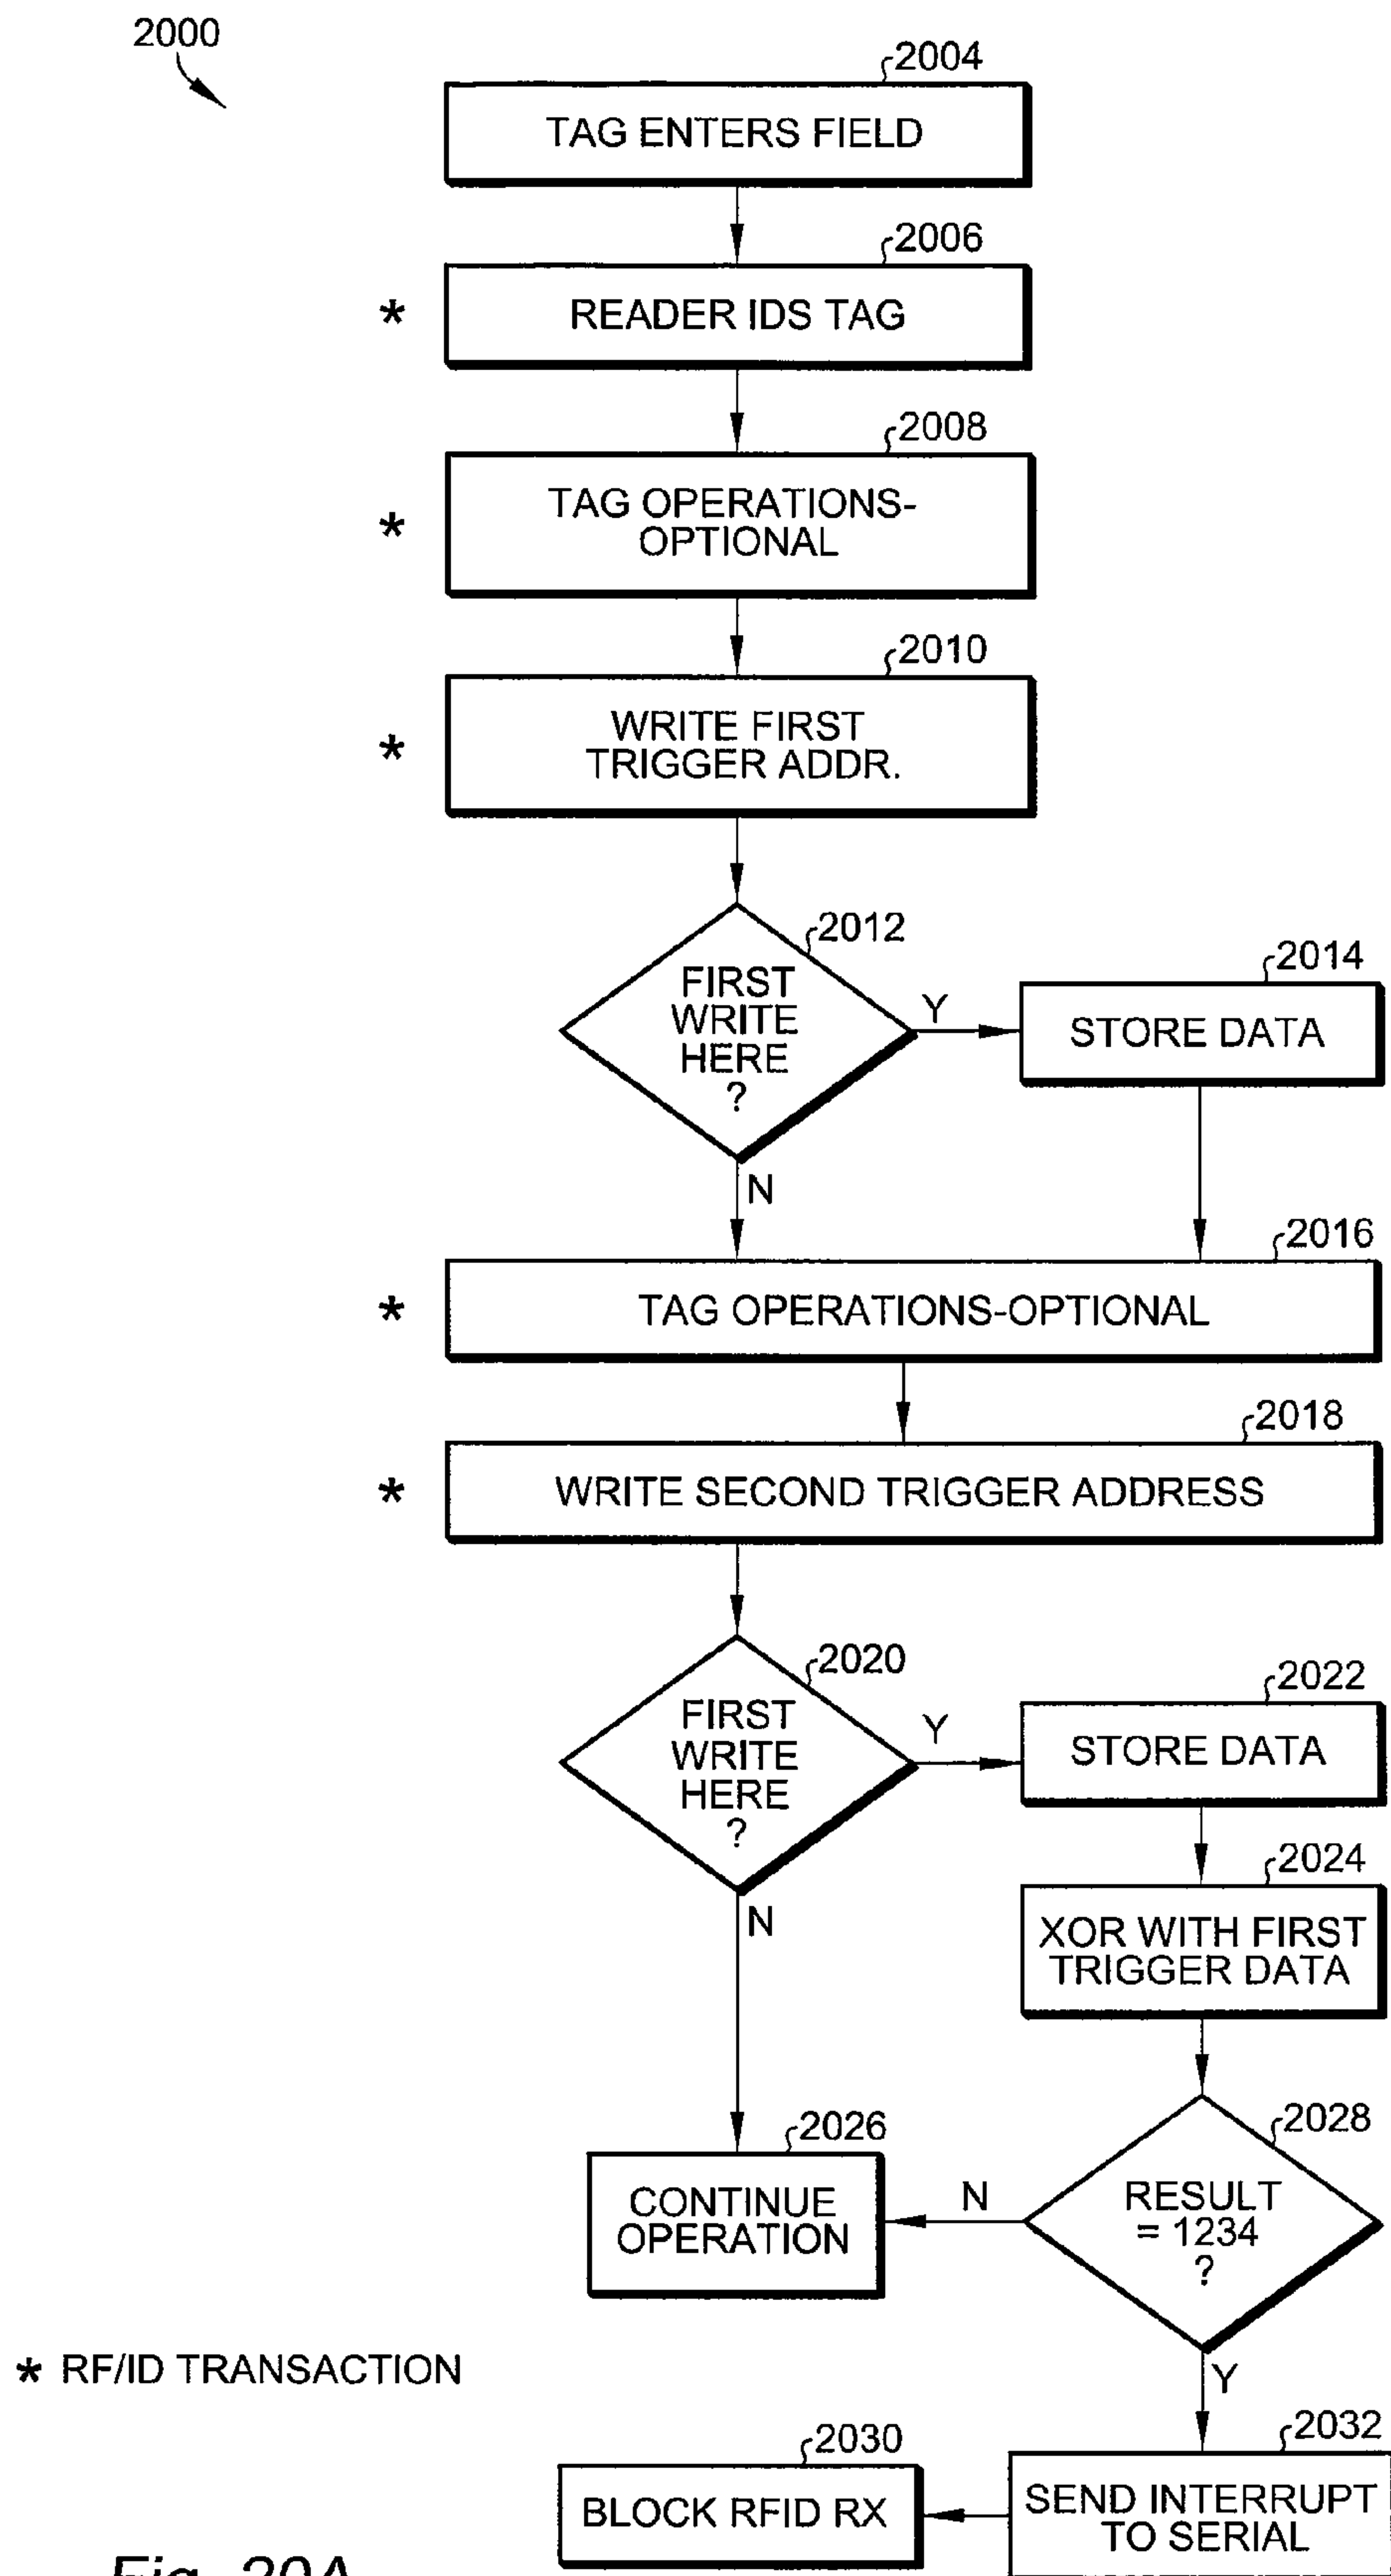 2000
2004
TAG ENTERS FIELD
2006
* READER IDS TAG
2008
* TAG OPERATIONS-
OPTIONAL
2010
* WRITE FIRST
TRIGGER ADDR.
2012
FIRST
WRITE
HERE
?
Y
2014
STORE DATA
N
2016
* TAG OPERATIONS-OPTIONAL
2018
* WRITE SECOND TRIGGER ADDRESS
2020
FIRST
WRITE
HERE
?
Y
2022
STORE DATA
2024
XOR WITH FIRST
TRIGGER DATA
N
2026
CONTINUE
OPERATION
N
2028
RESULT
= 1234
?
* RF/ID TRANSACTION
Y
2030
BLOCK RFID RX
2032
SEND INTERRUPT
TO SERIAL
Fig. 20A